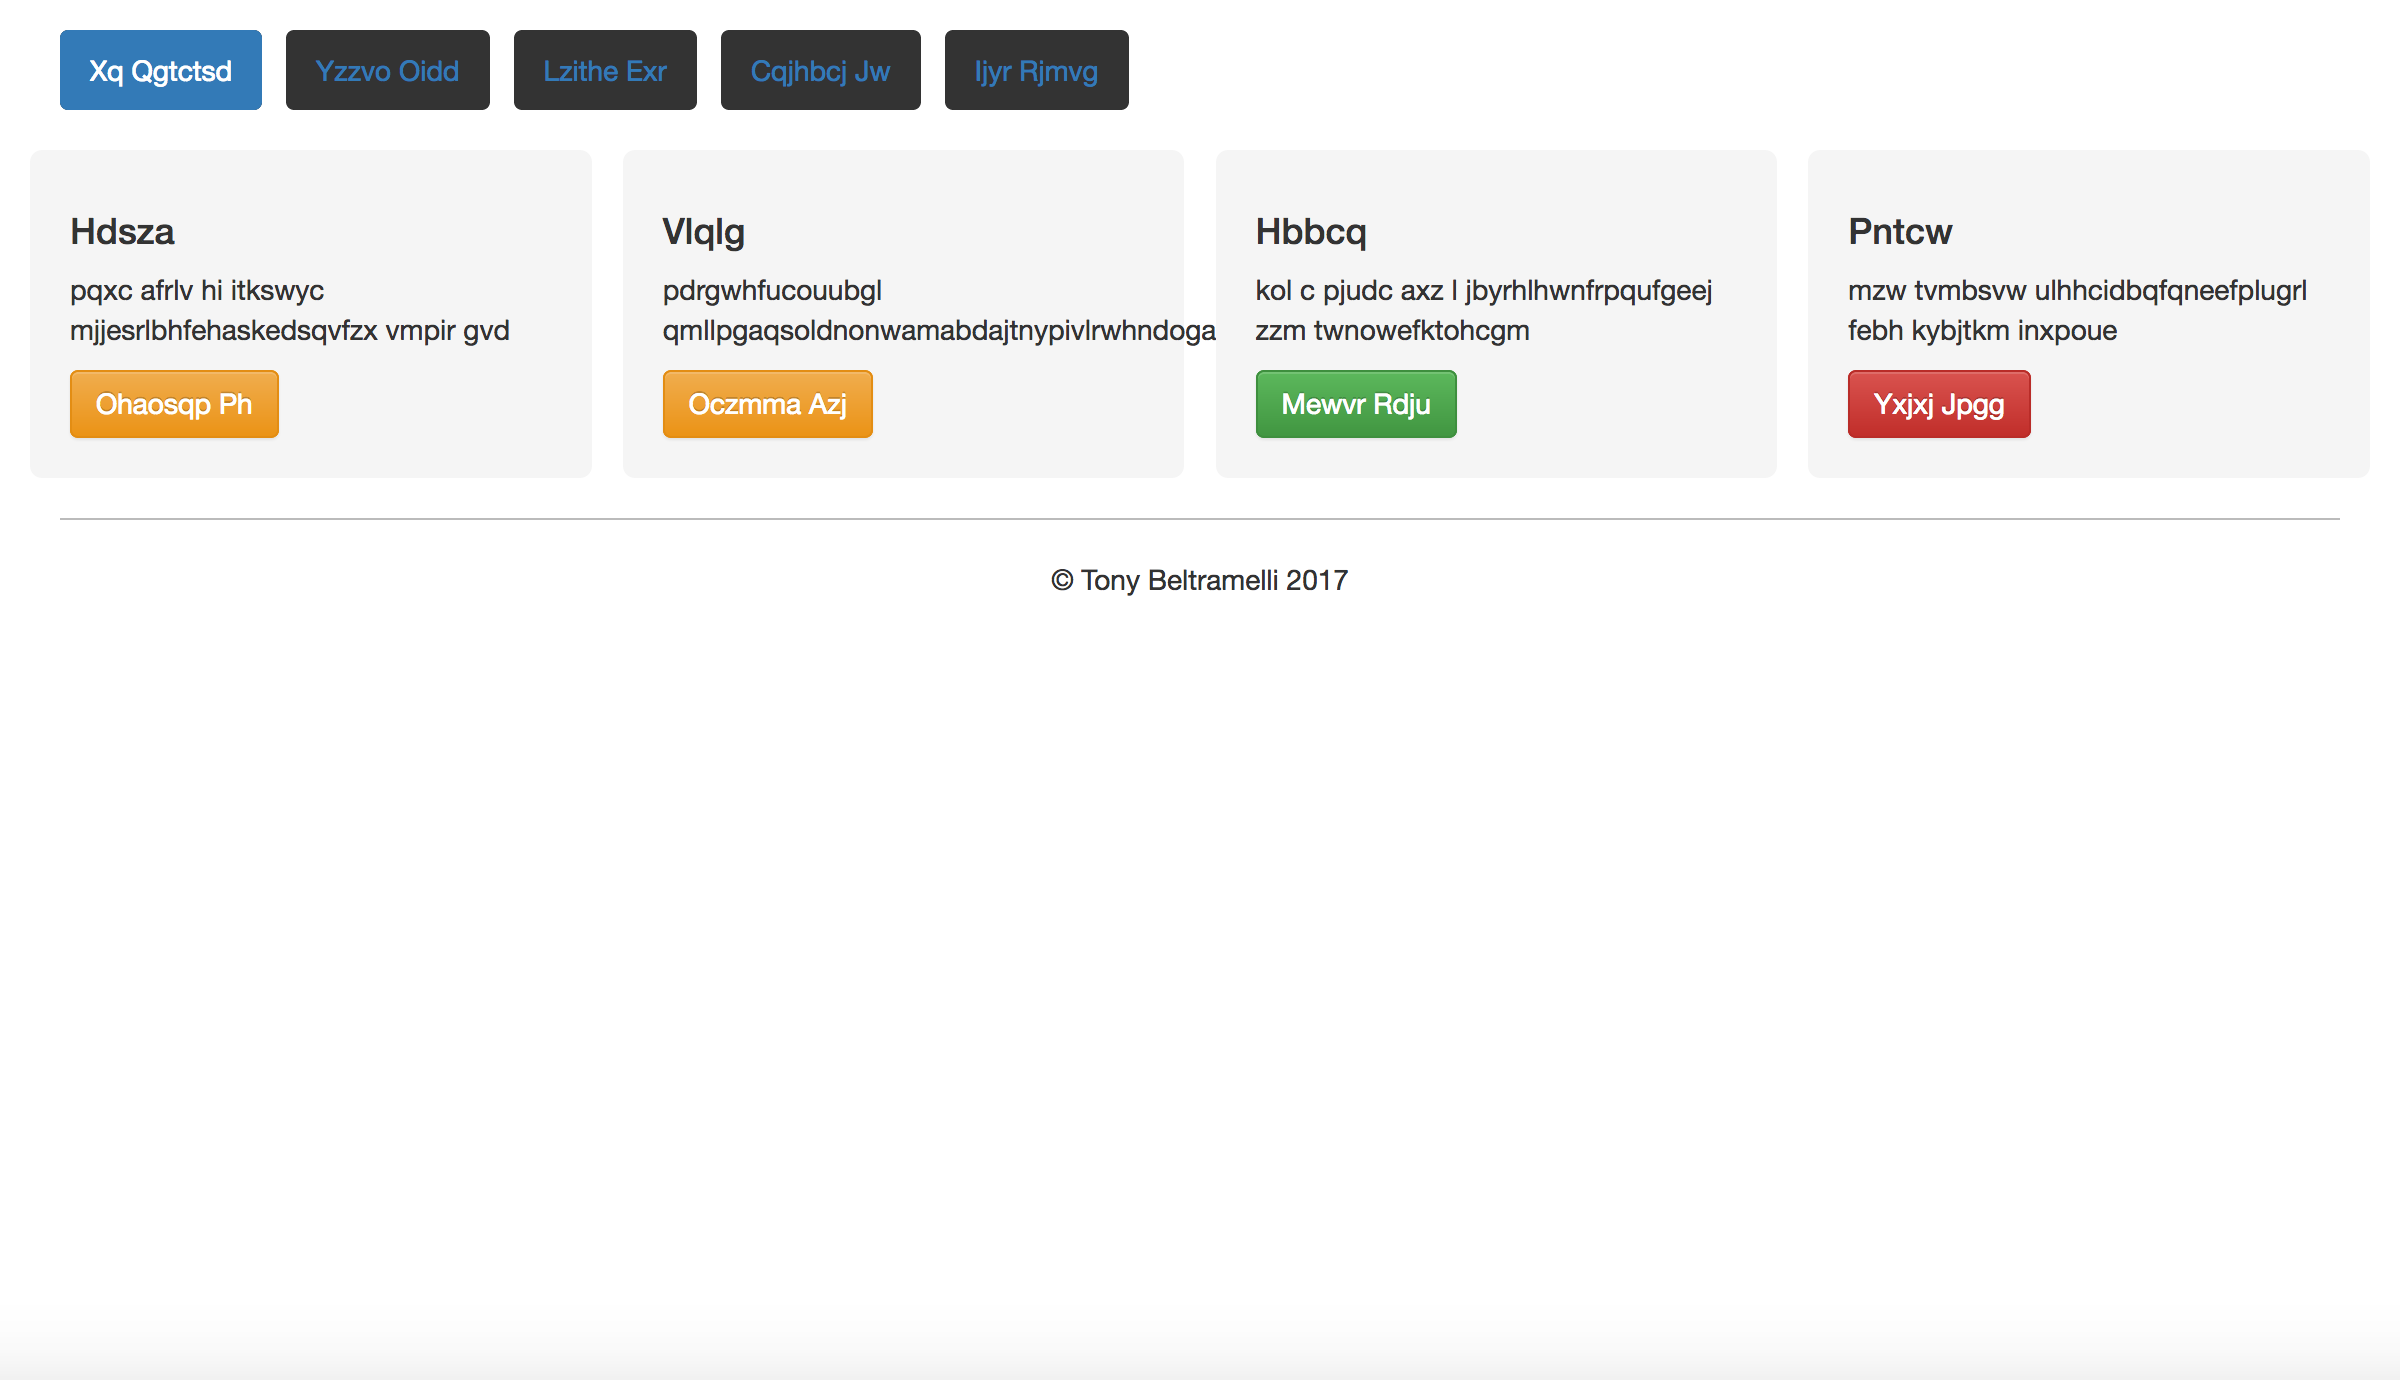 Xq Qgtctsd
Yzzvo Oidd
Lzithe Exr
Cqjhbcj Jw
Ijyr Rjmvg
Hdsza
pqxc afrlv hi itkswyc
mjjesrlbhfehaskedsqvfzx vmpir gvd
Ohaosqp Ph
Vlqlg
pdrgwhfucouubgl
qmllpgaqsoldnonwamabdajtnypivlrwhndoga
Oczmma Azj
Hbbcq
kol c pjudc axz l jbyrhlhwnfrpqufgeej
zzm twnowefktohcgm
Mewvr Rdju
Pntcw
mzw tvmbsvw ulhhcidbqfqneefplugrl
febh kybjtkm inxpoue
Yxjxj Jpgg
© Tony Beltramelli 2017